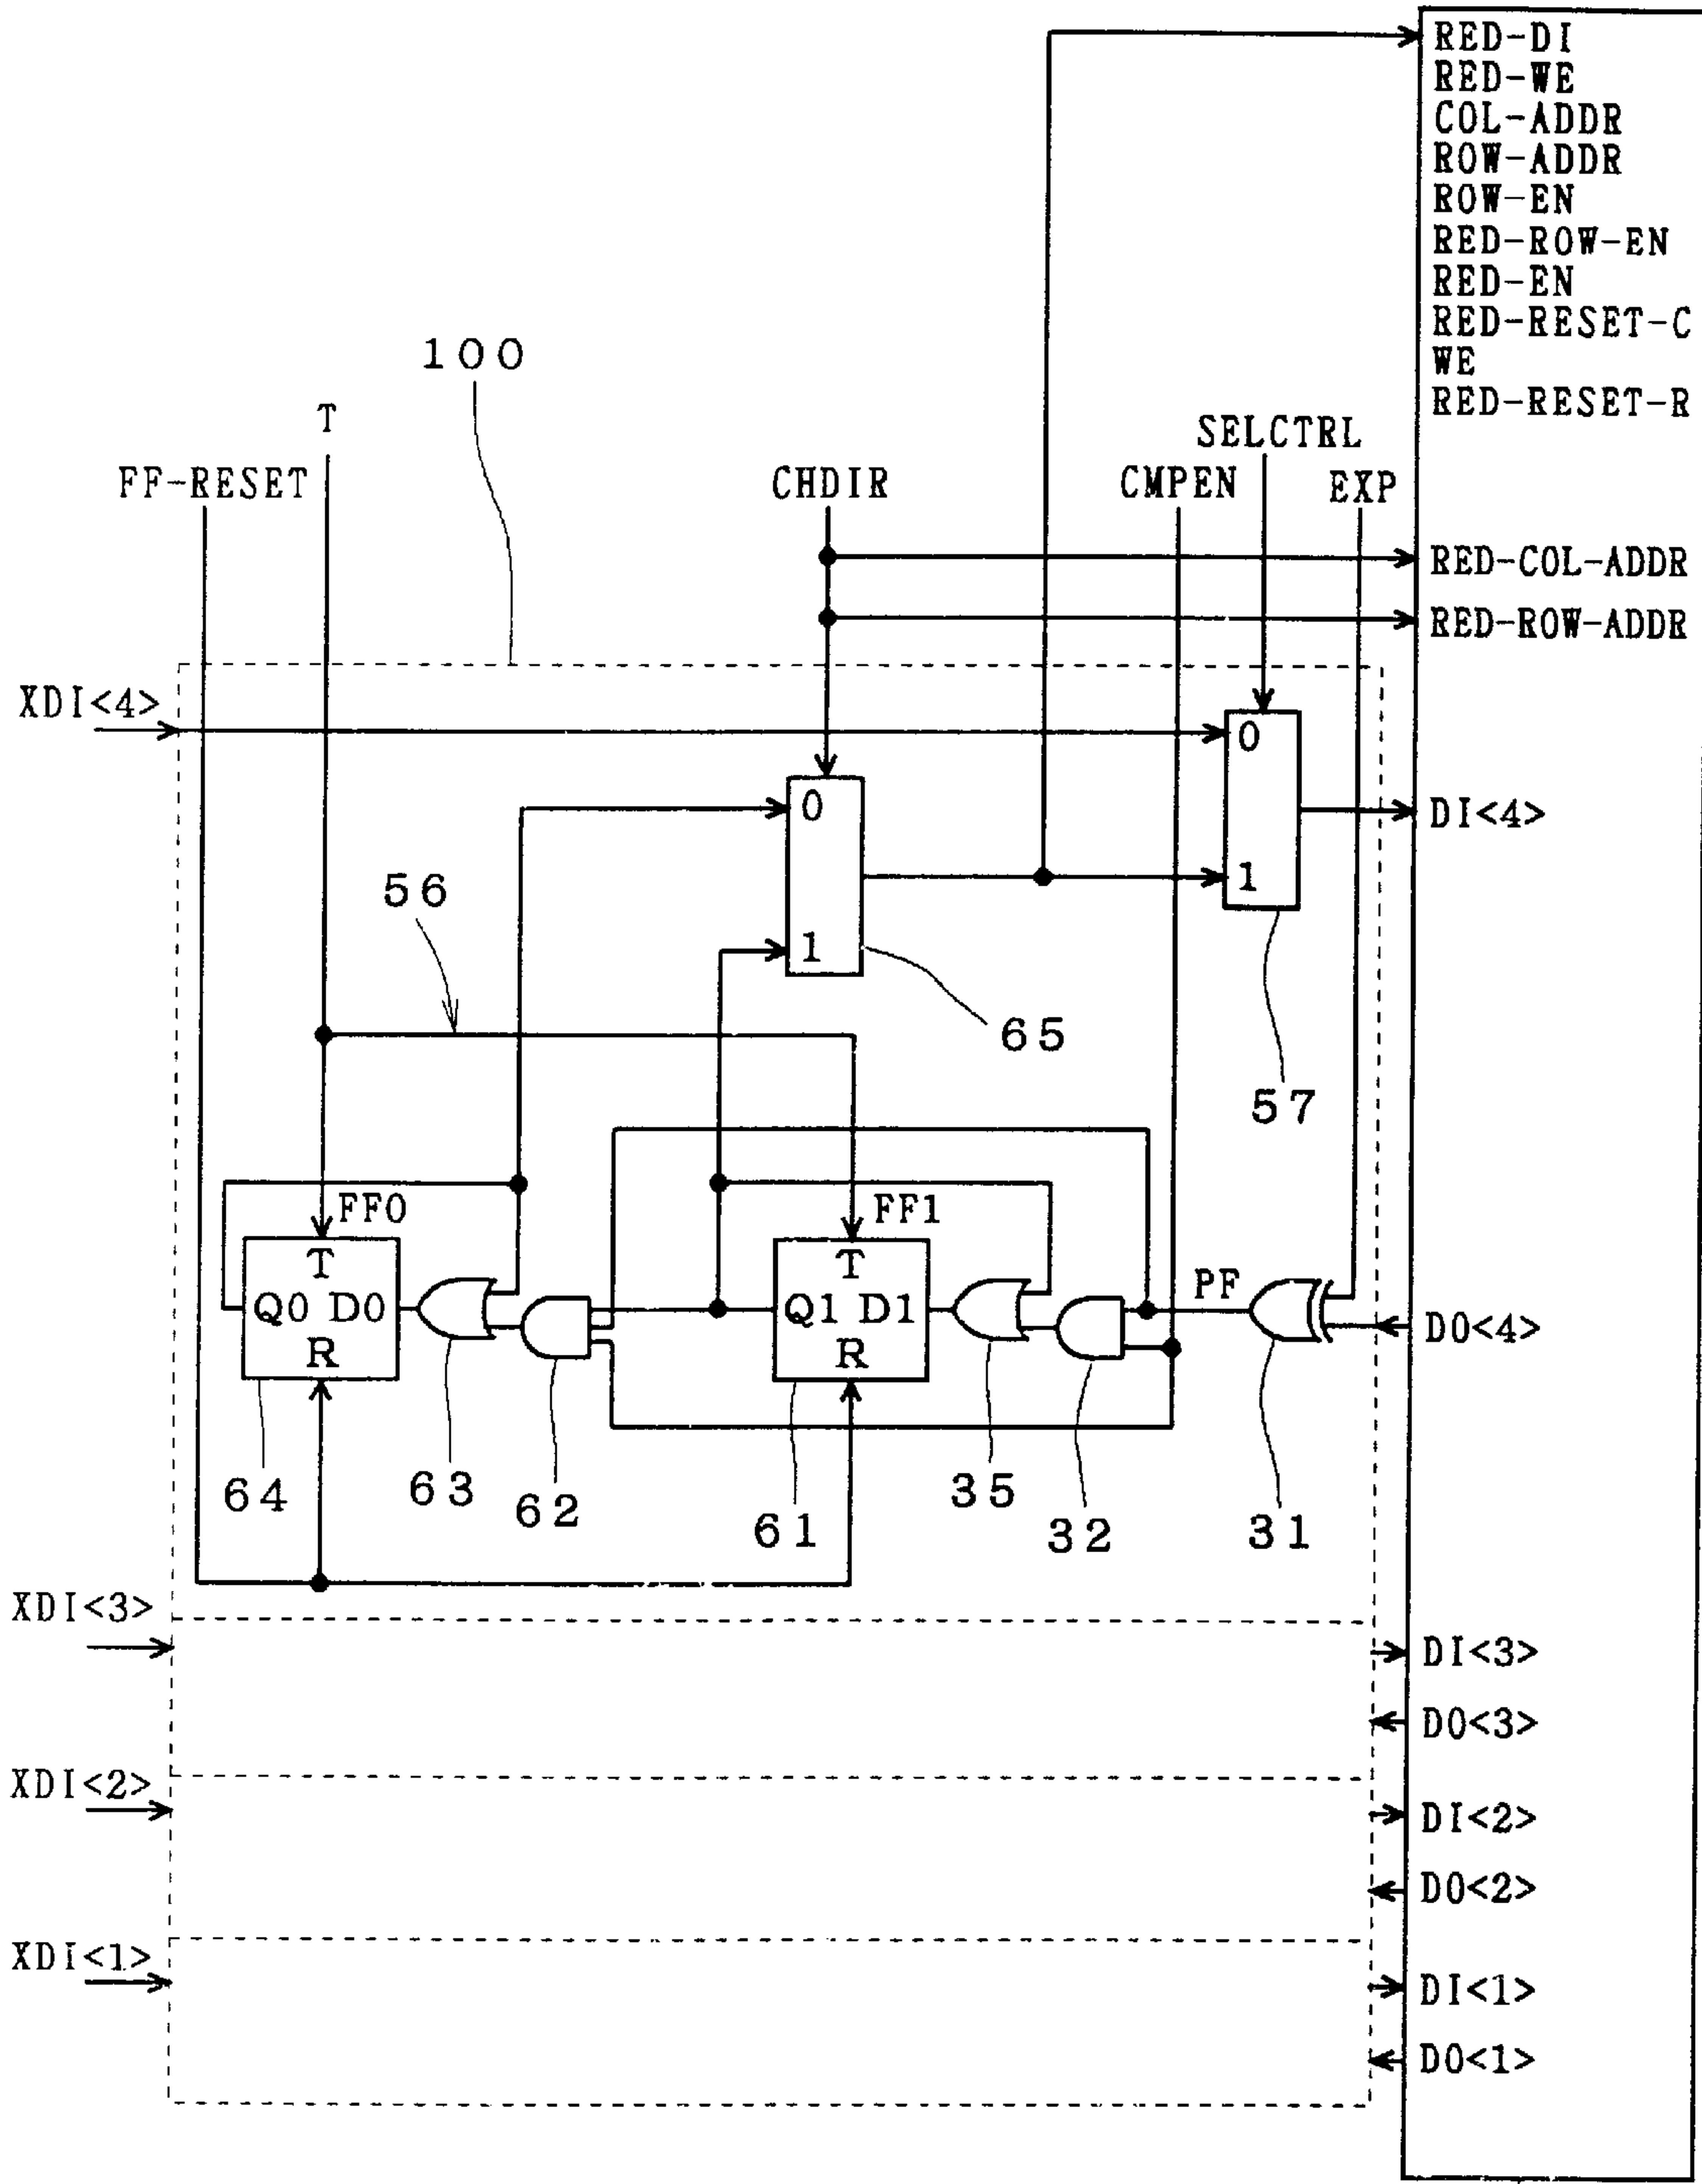 RED-DI
RED-WE
COL-ADDR
ROW-ADDR
ROW-EN
RED-ROW-EN
RED-EN
RED-RESET-C
WE
RED-RESET-R
100
T
SELCTRL
FF-RESET
CHDIR
CMPEN
EXP
RED-COL-ADDR
RED-ROW-ADDR
XDI<4>
0
0
DI<4>
1
56
1
65
57
FF0
FF1
T
T
PF
Q0 D0
Q1 D1
DO<4>
R
R
64
63
62
61
35
32
31
XDI<3>
DI<3>
DO<3>
XDI<2>
DI<2>
DO<2>
XDI<1>
DI<1>
DO<1>